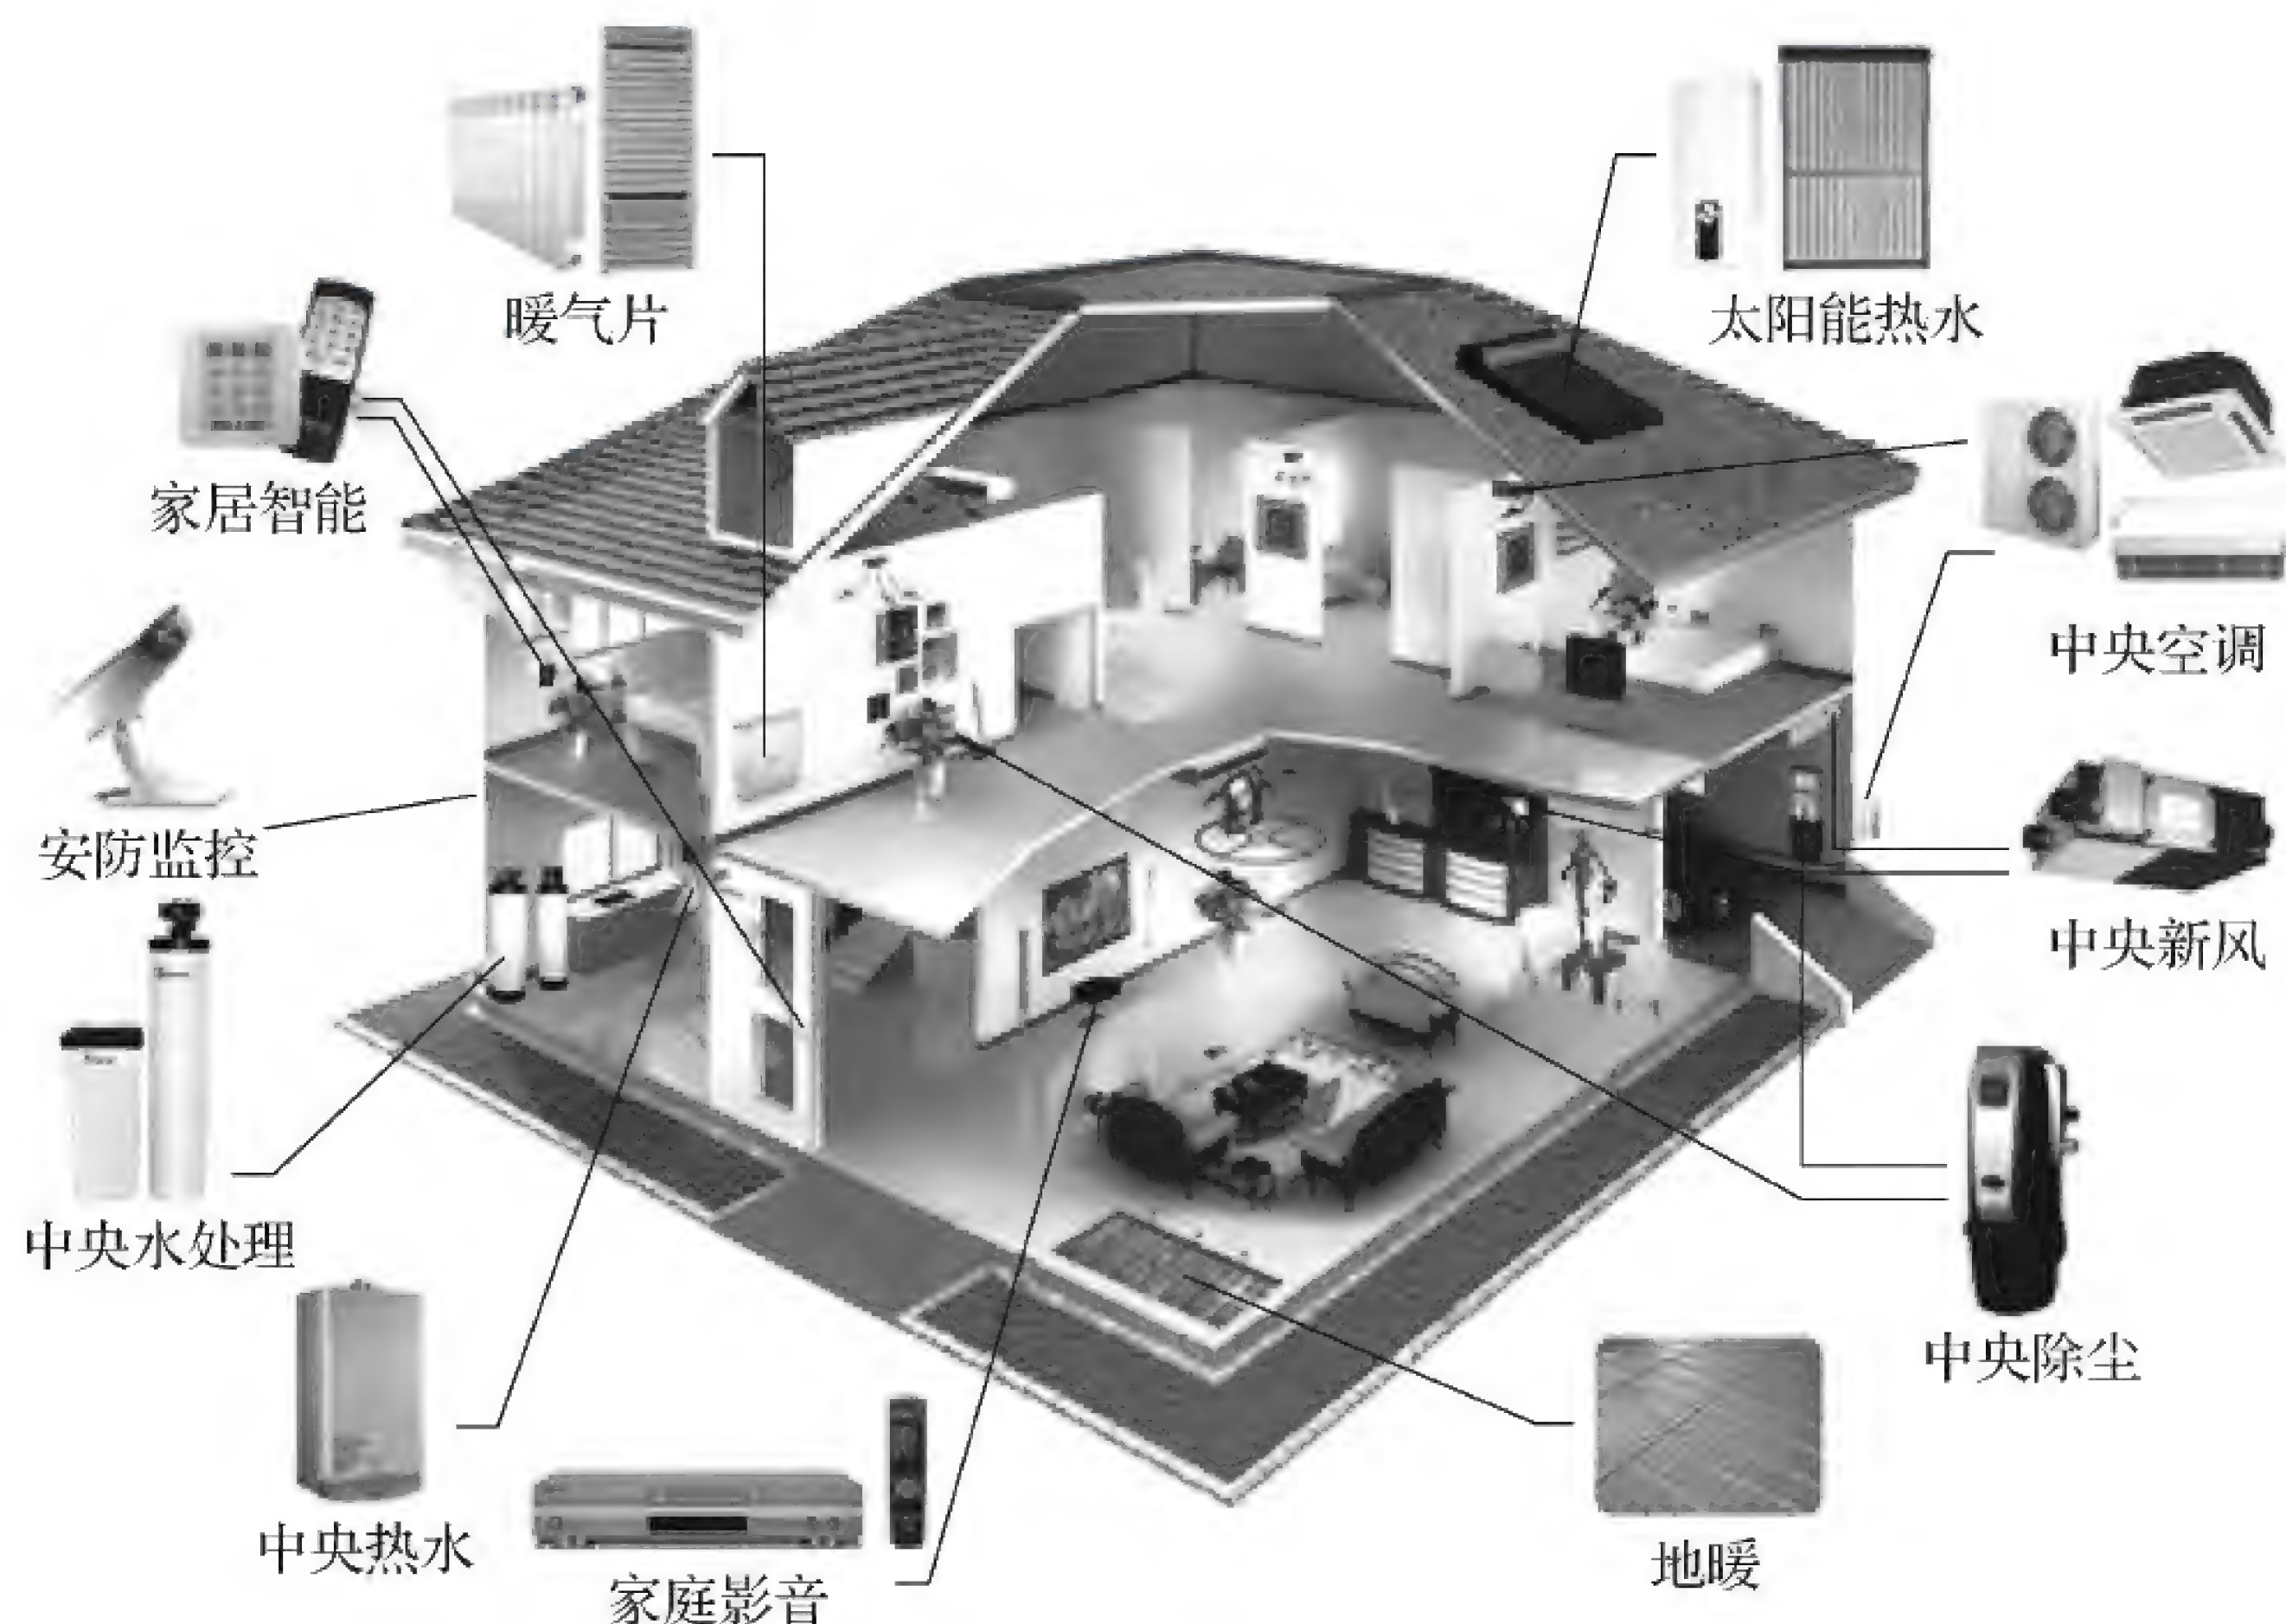 暖气片
太阳能热水
家居智能
中央空调
安防监控
中央新风
中央水处理
中央除尘
中央热水
地暖
家庭影音